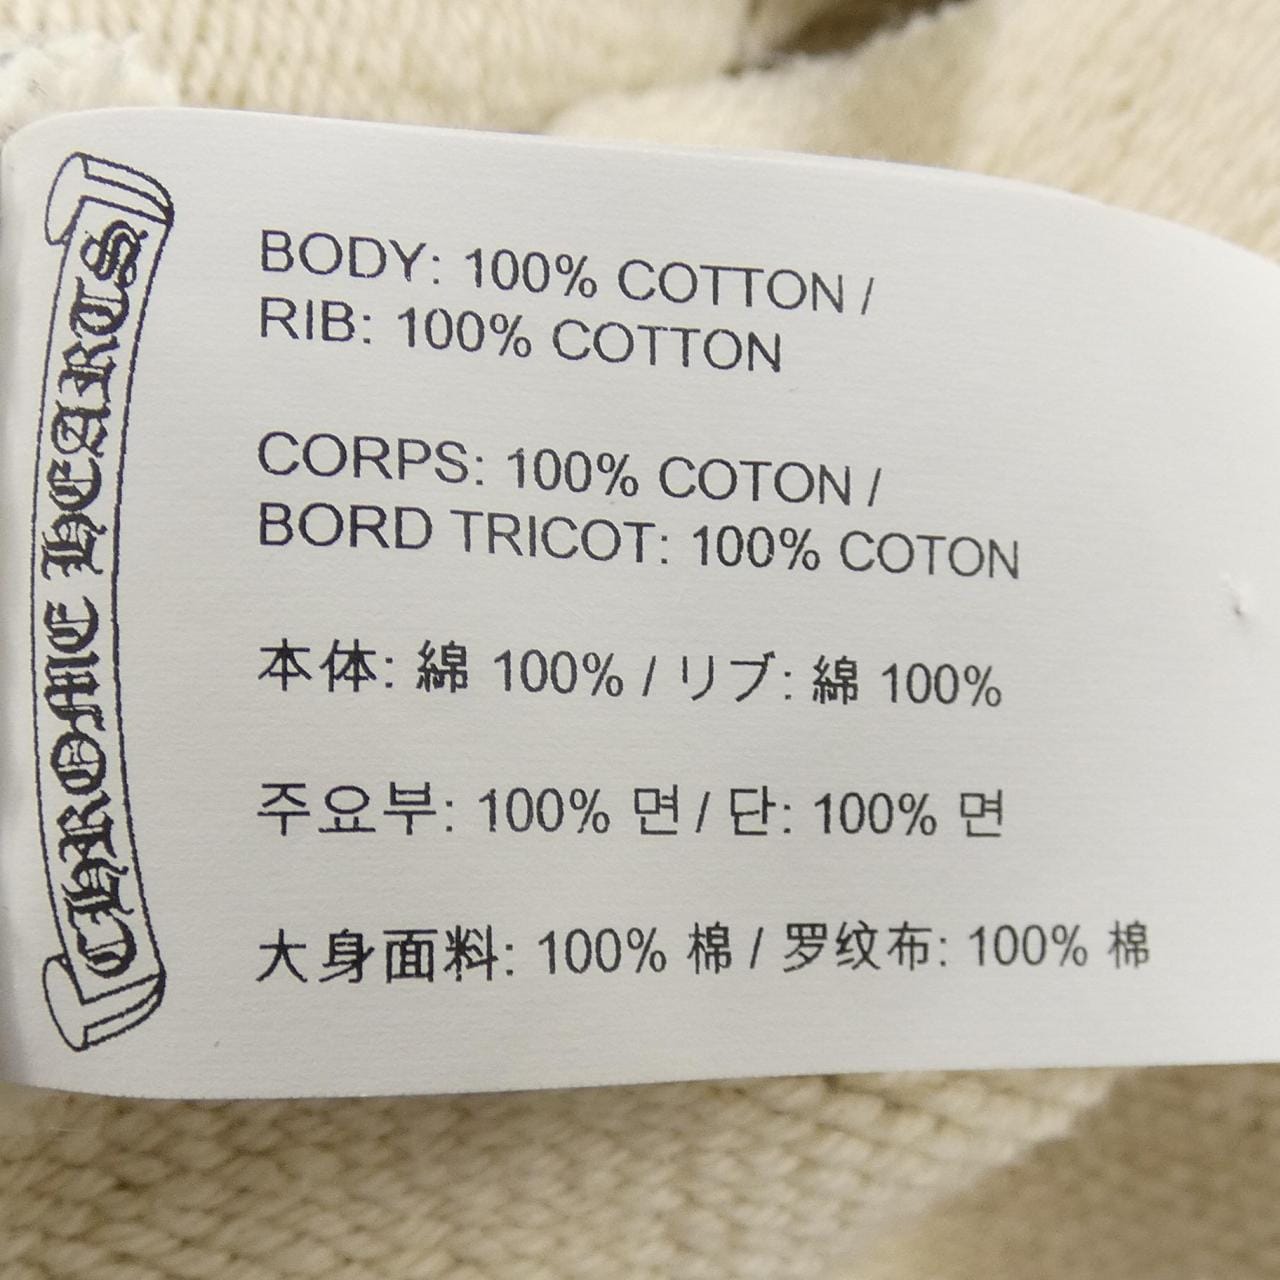 CHROME HEARTS
BODY: 100% COTTON /
RIB: 100% COTTON
CORPS: 100% COTON /
BORD TRICOT: 100% COTON
本体: 綿 100% / リブ: 綿 100%
주요부: 100% 면 / 단: 100% 면
大身面料: 100% 棉 / 罗纹布: 100% 棉